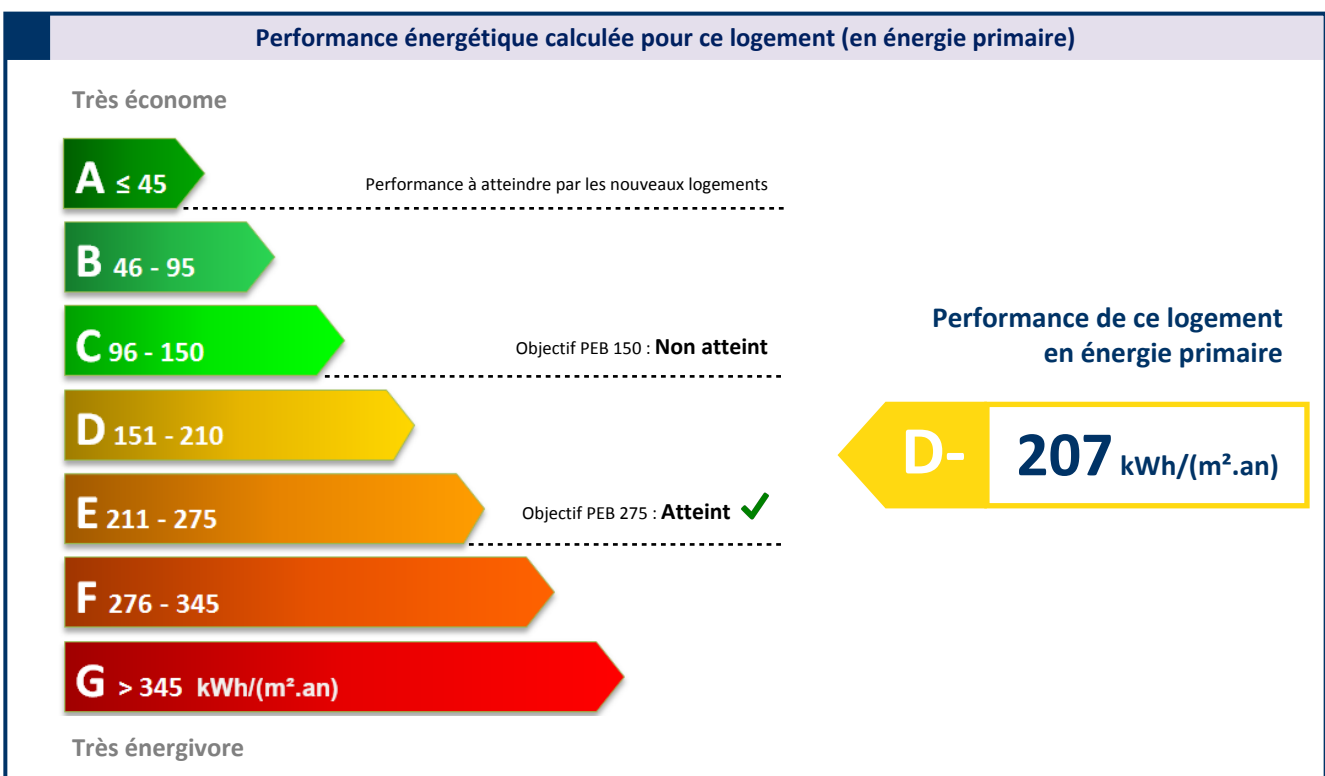 Performance énergétique calculée pour ce logement (en énergie primaire)
Très économe
A ≤ 45
Performance à atteindre par les nouveaux logements
B 46 - 95
C 96 - 150
Objectif PEB 150 : Non atteint
D 151 - 210
E 211 - 275
Objectif PEB 275 : Atteint ✓
F 276 - 345
G > 345 kWh/(m².an)
Très énergivore
Performance de ce logement
en énergie primaire
D- 207 kWh/(m².an)